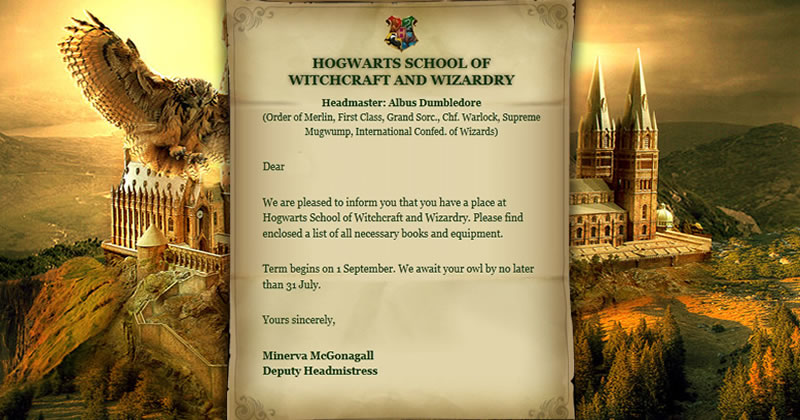 HOGWARTS SCHOOL OF
WITCHCRAFT AND WIZARDRY
Headmaster: Albus Dumbledore
(Order of Merlin, First Class, Grand Sorc., Chf. Warlock, Supreme
Mugwump, International Confed. of Wizards)
Dear
We are pleased to inform you that you have a place at
Hogwarts School of Witchcraft and Wizardry. Please find
enclosed a list of all necessary books and equipment.
Term begins on 1 September. We await your owl by no later
than 31 July.
Yours sincerely,
Minerva McGonagall
Deputy Headmistress